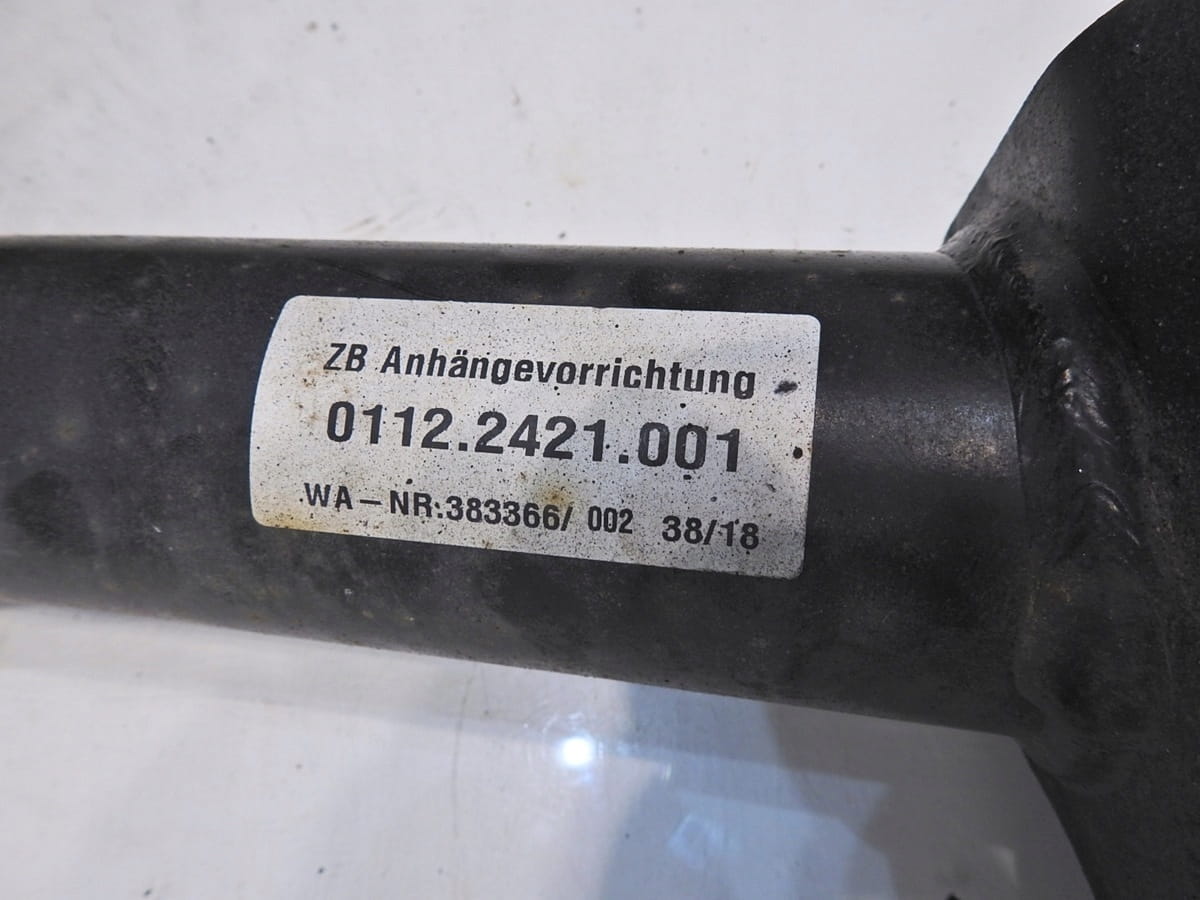 ZB Anhängevorrichtung
0112.2421.001
WA-NR:383366/ 002 38/18